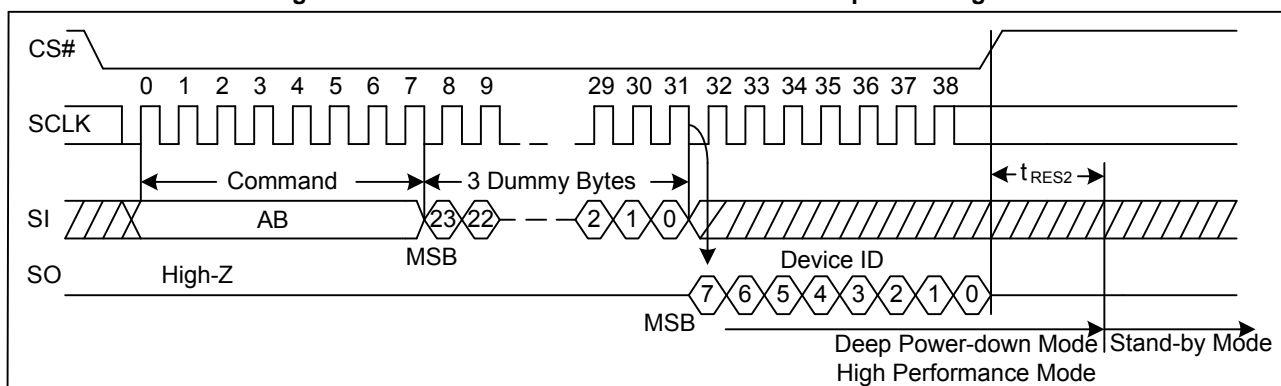 CS#
0 1 2 3 4 5 6 7 8 9 29 30 31 32 33 34 35 36 37 38
SCLK
Command 3 Dummy Bytes tRES2
SI AB 23 22 2 1 0
MSB
SO High-Z Device ID
7 6 5 4 3 2 1 0
MSB
Deep Power-down Mode Stand-by Mode
High Performance Mode